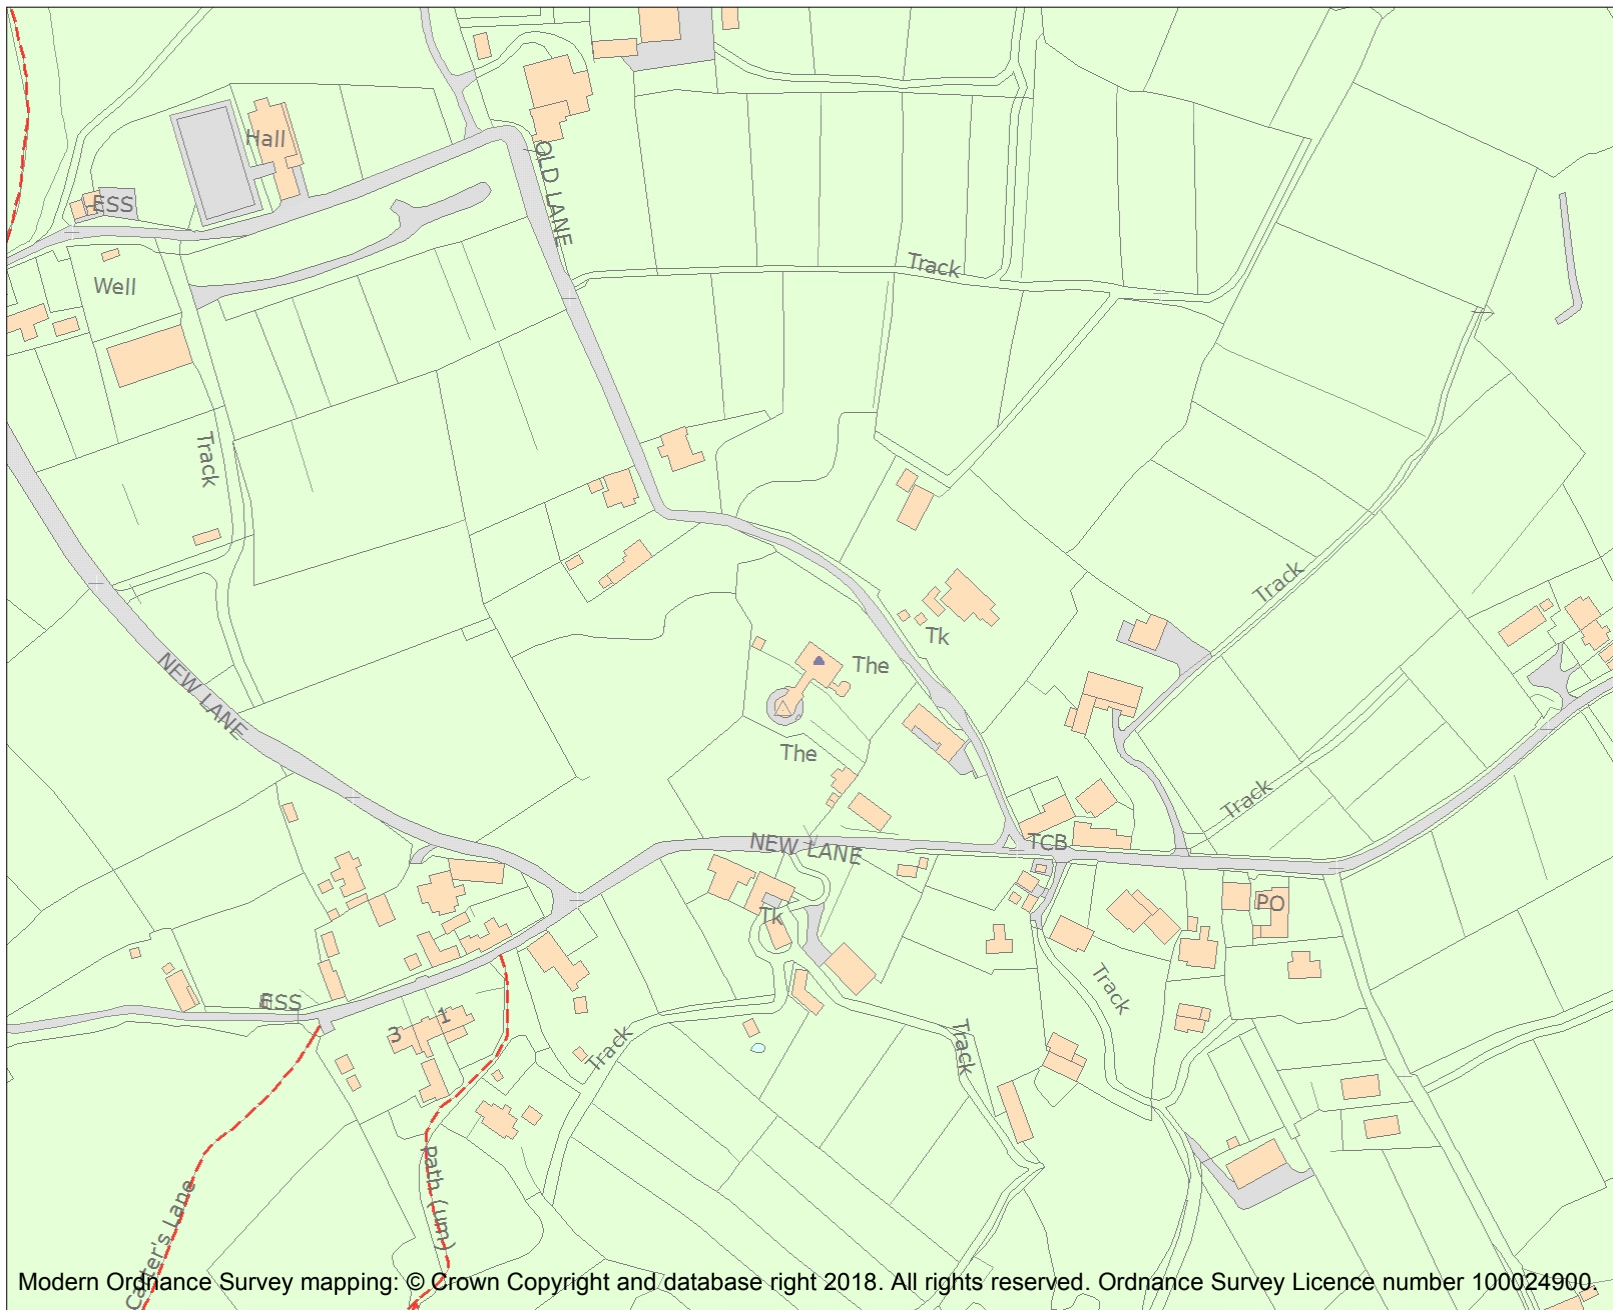 Hall
OLD LANE
ESS
Well
Track
Track
Track
Tk
The
NEW LANE
The
Track
NEW LANE
TCB
PO
Tk
Track
ESS
3
1
Track
Track
Path (um)
Carter's Lane
Modern Ordnance Survey mapping: © Crown Copyright and database right 2018. All rights reserved. Ordnance Survey Licence number 100024900.